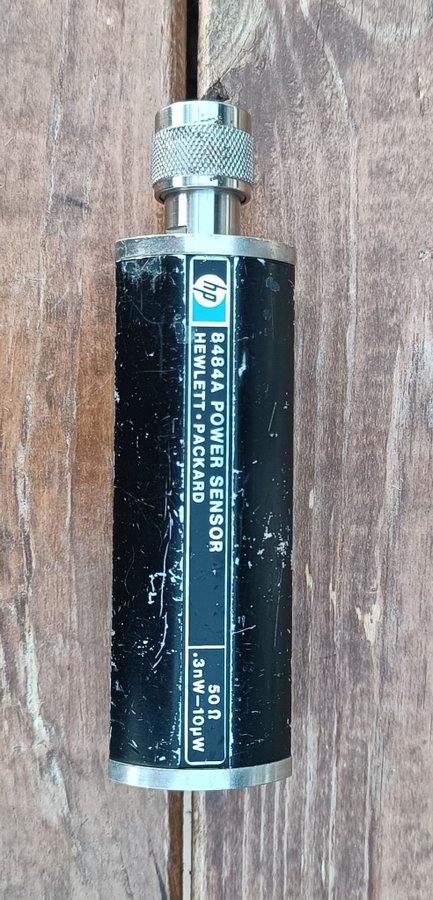 hp
8484A POWER SENSOR
HEWLETT • PACKARD
50 Ω
.3nW–10µW